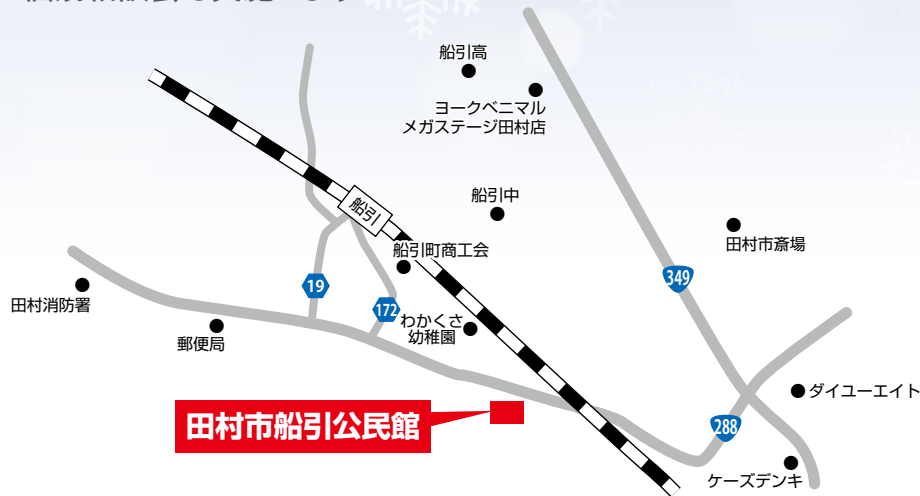 船引高
ヨークベニマル
メガステージ田村店
船引
船引中
田村市斎場
船引町商工会
349
19
田村消防署
172
わかくさ
幼稚園
郵便局
ダイユーエイト
田村市船引公民館
288
ケーズデンキ